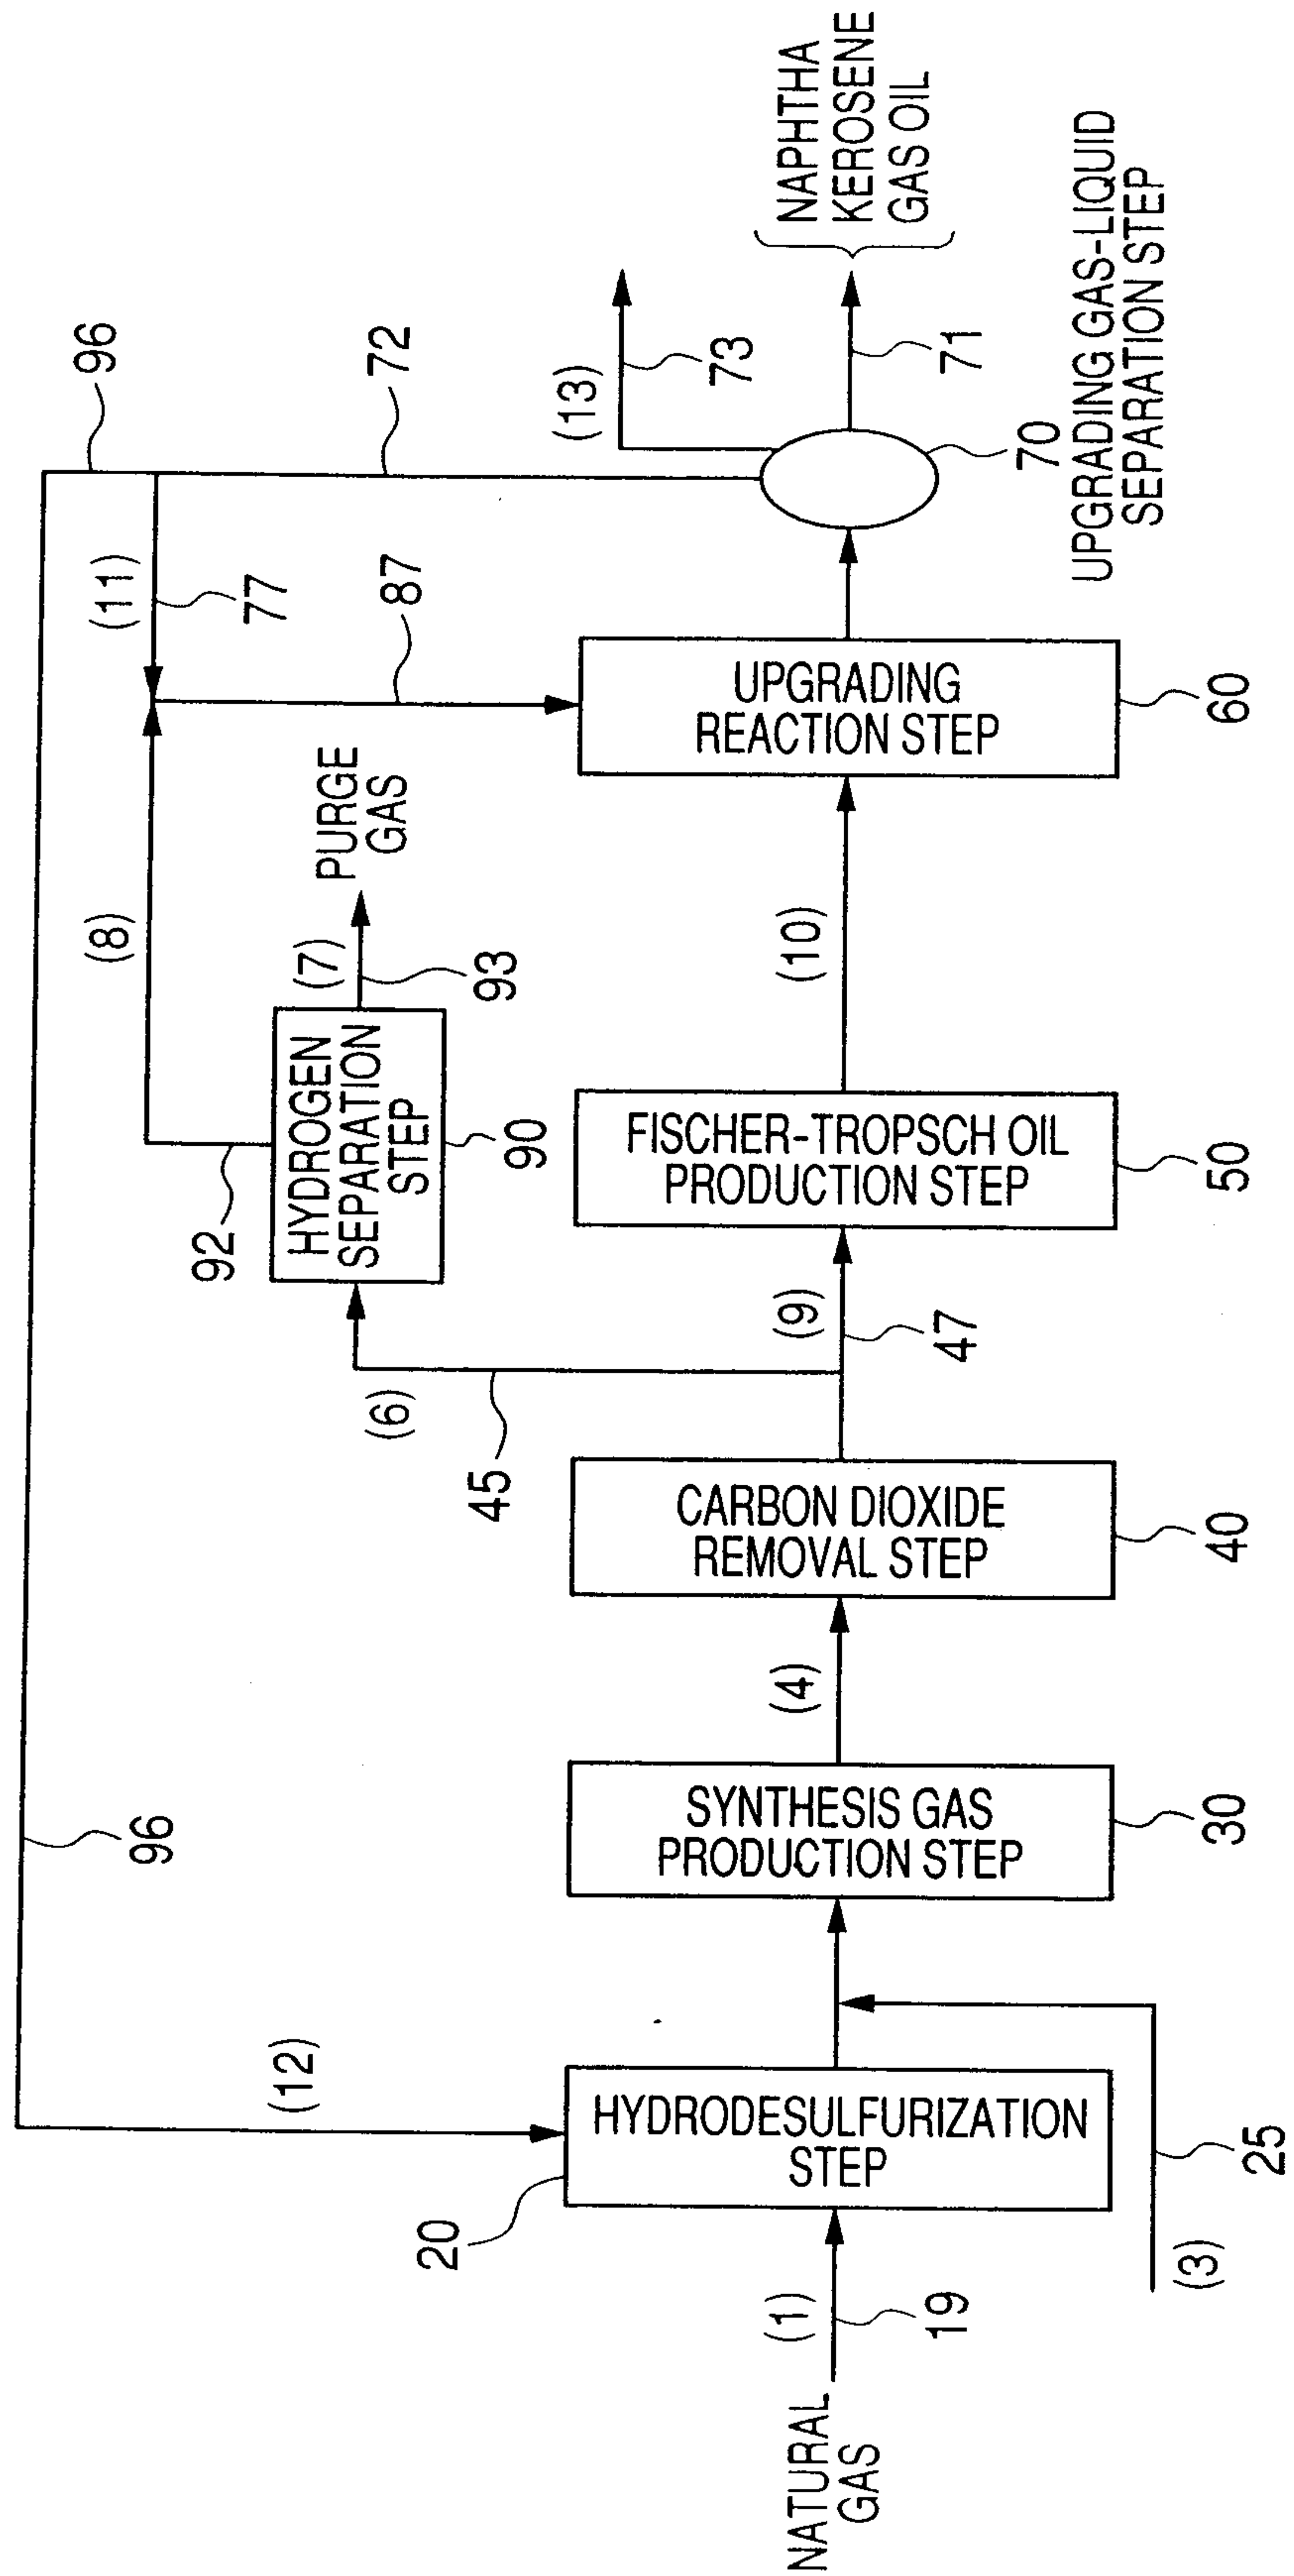 96
(12)
96
(8)
(11)
77
72
92
HYDROGEN
SEPARATION
STEP
90
(7)
93
PURGE
GAS
87
(13)
73
(6)
45
NATURAL
GAS
(1)
19
20
HYDRODESULFURIZATION
STEP
(3)
25
SYNTHESIS GAS
PRODUCTION STEP
30
(4)
CARBON DIOXIDE
REMOVAL STEP
40
(9)
47
FISCHER-TROPSCH OIL
PRODUCTION STEP
50
(10)
UPGRADING
REACTION STEP
60
70
UPGRADING GAS-LIQUID
SEPARATION STEP
71
NAPHTHA
KEROSENE
GAS OIL